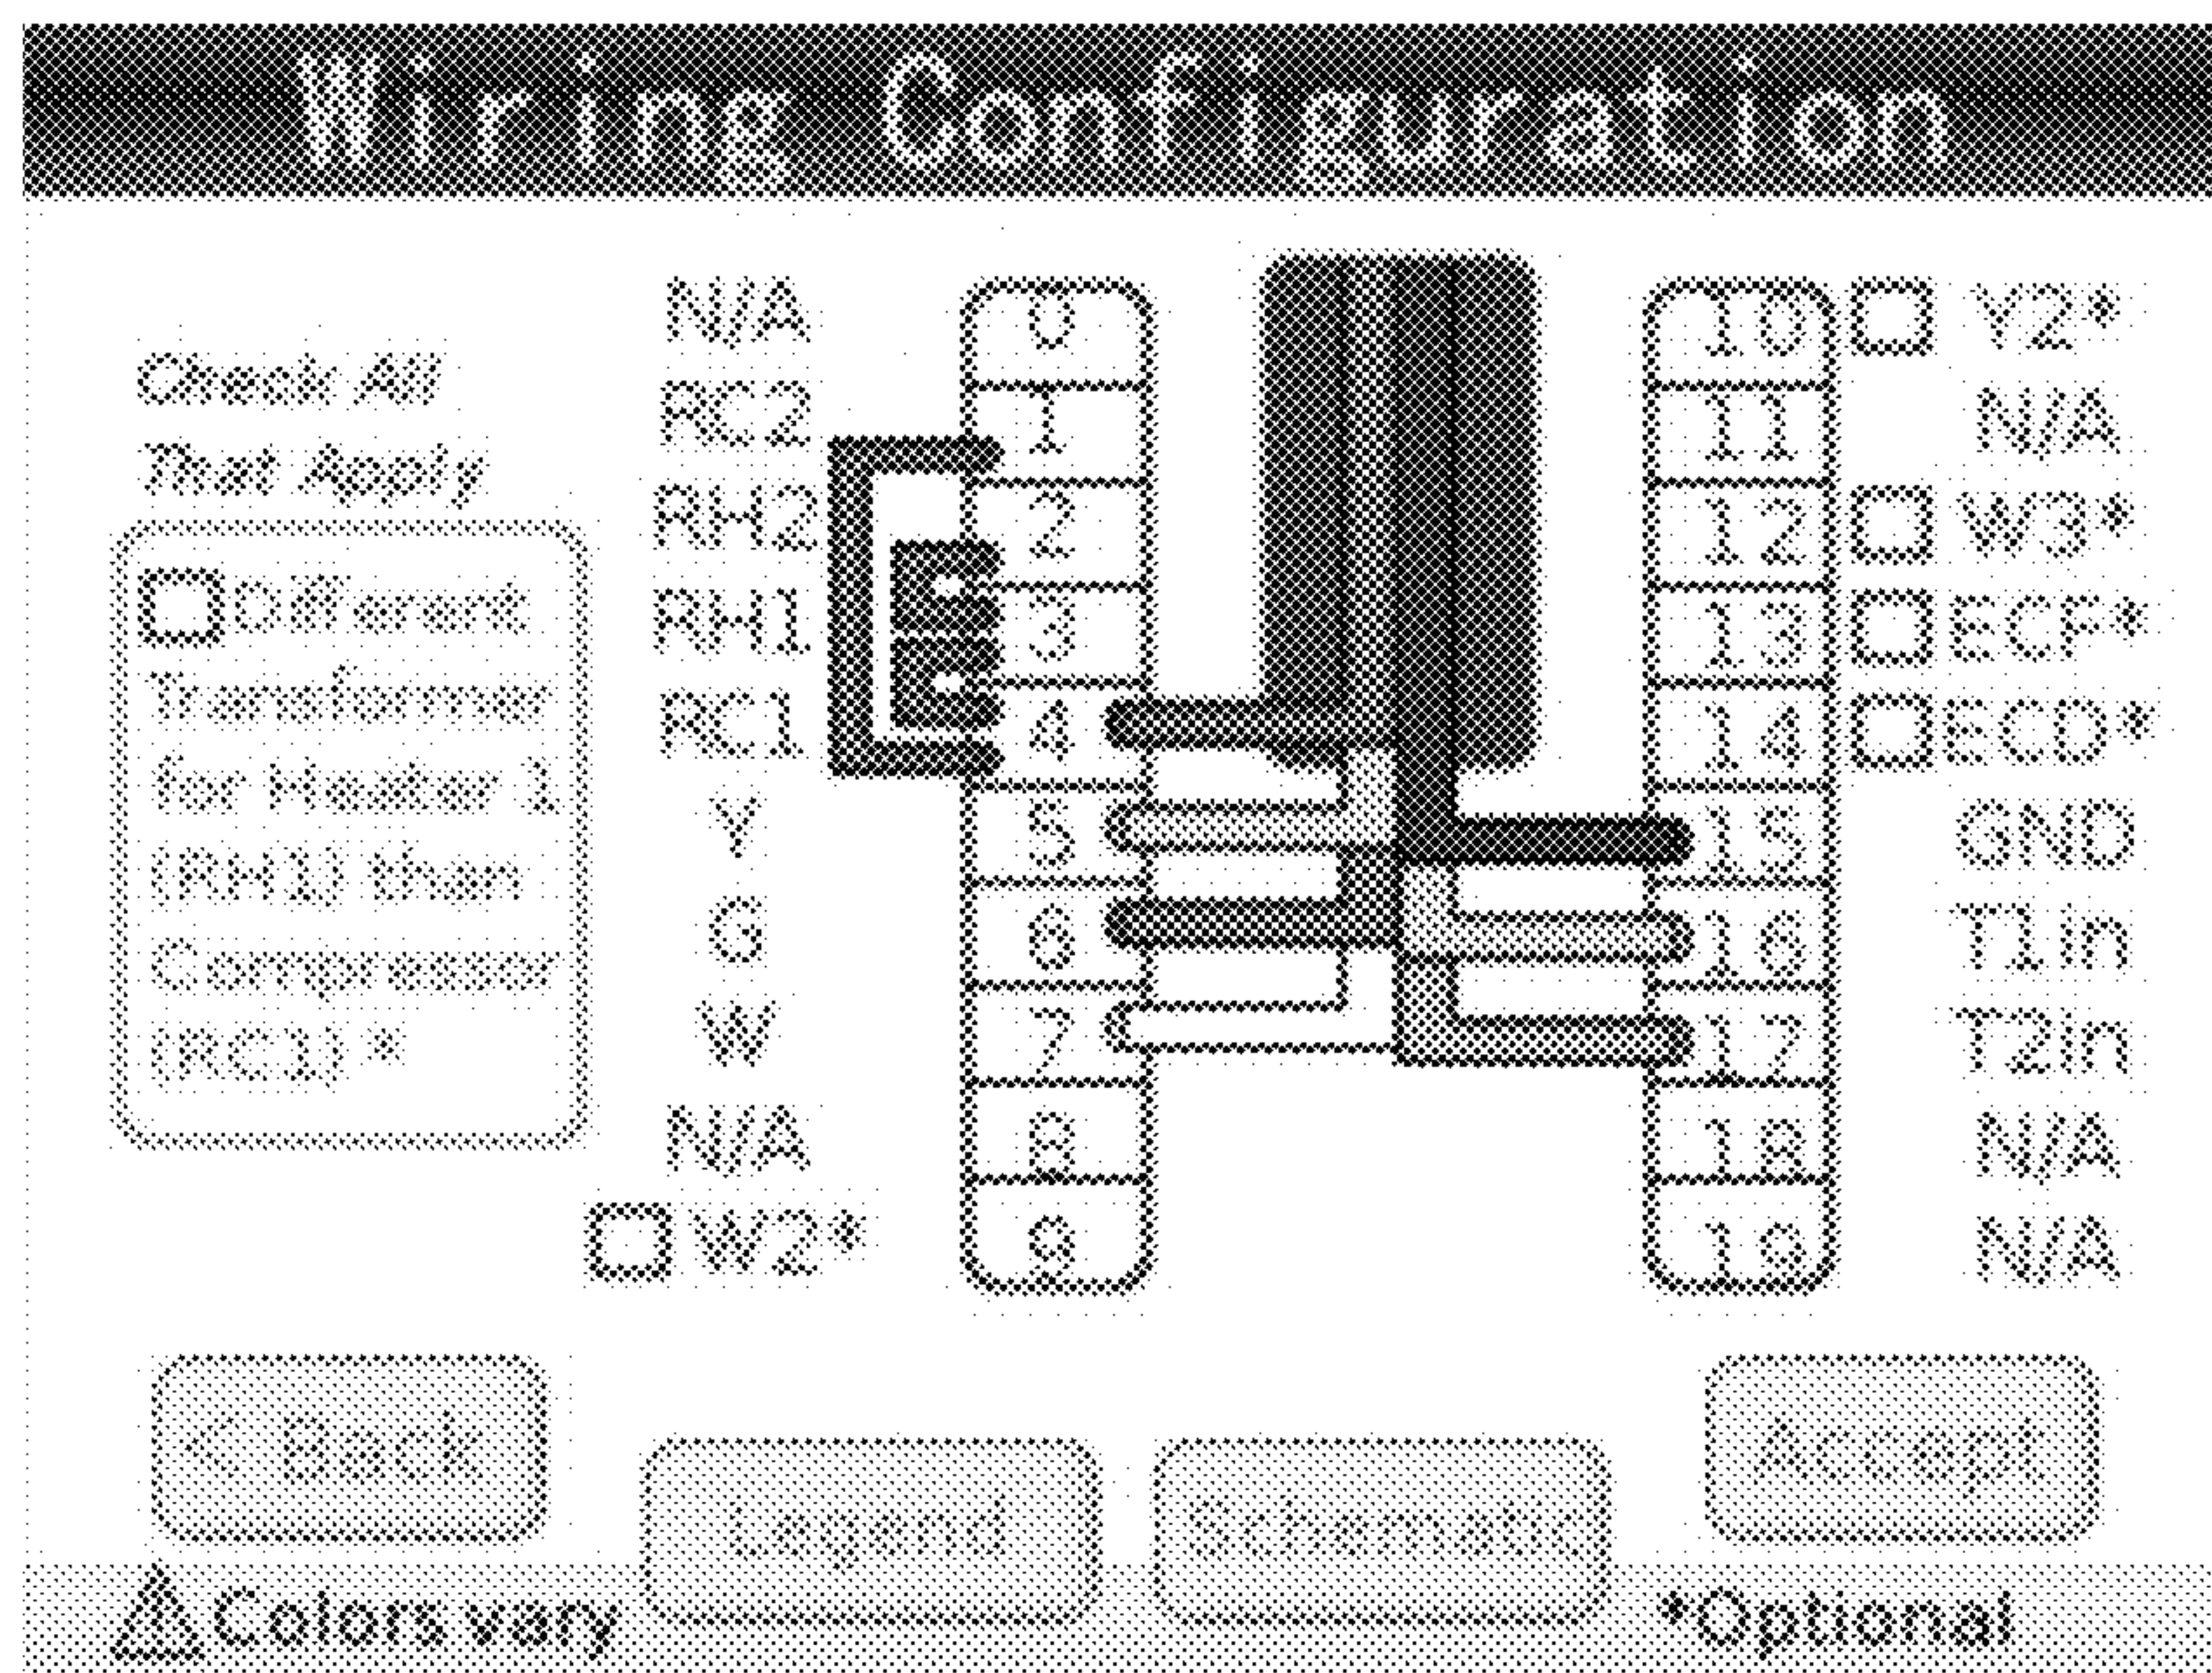 Wiring Configuration
Check All
That Apply
Different
Transformer
for Heater 1
(RH1) than
Compressor
(RC1) *
N/A 0 10 Y2*
RC2 1 11 N/A
RH2 2 12 W3*
RH1 3 13 ECF*
RC1 4 14 ECD*
Y 5 15 GND
G 6 16 T1in
W 7 17 T2in
N/A 8 18 N/A
W2* 9 19 N/A
< Back
Legend
Schematic
Accept
Colors vary
*Optional